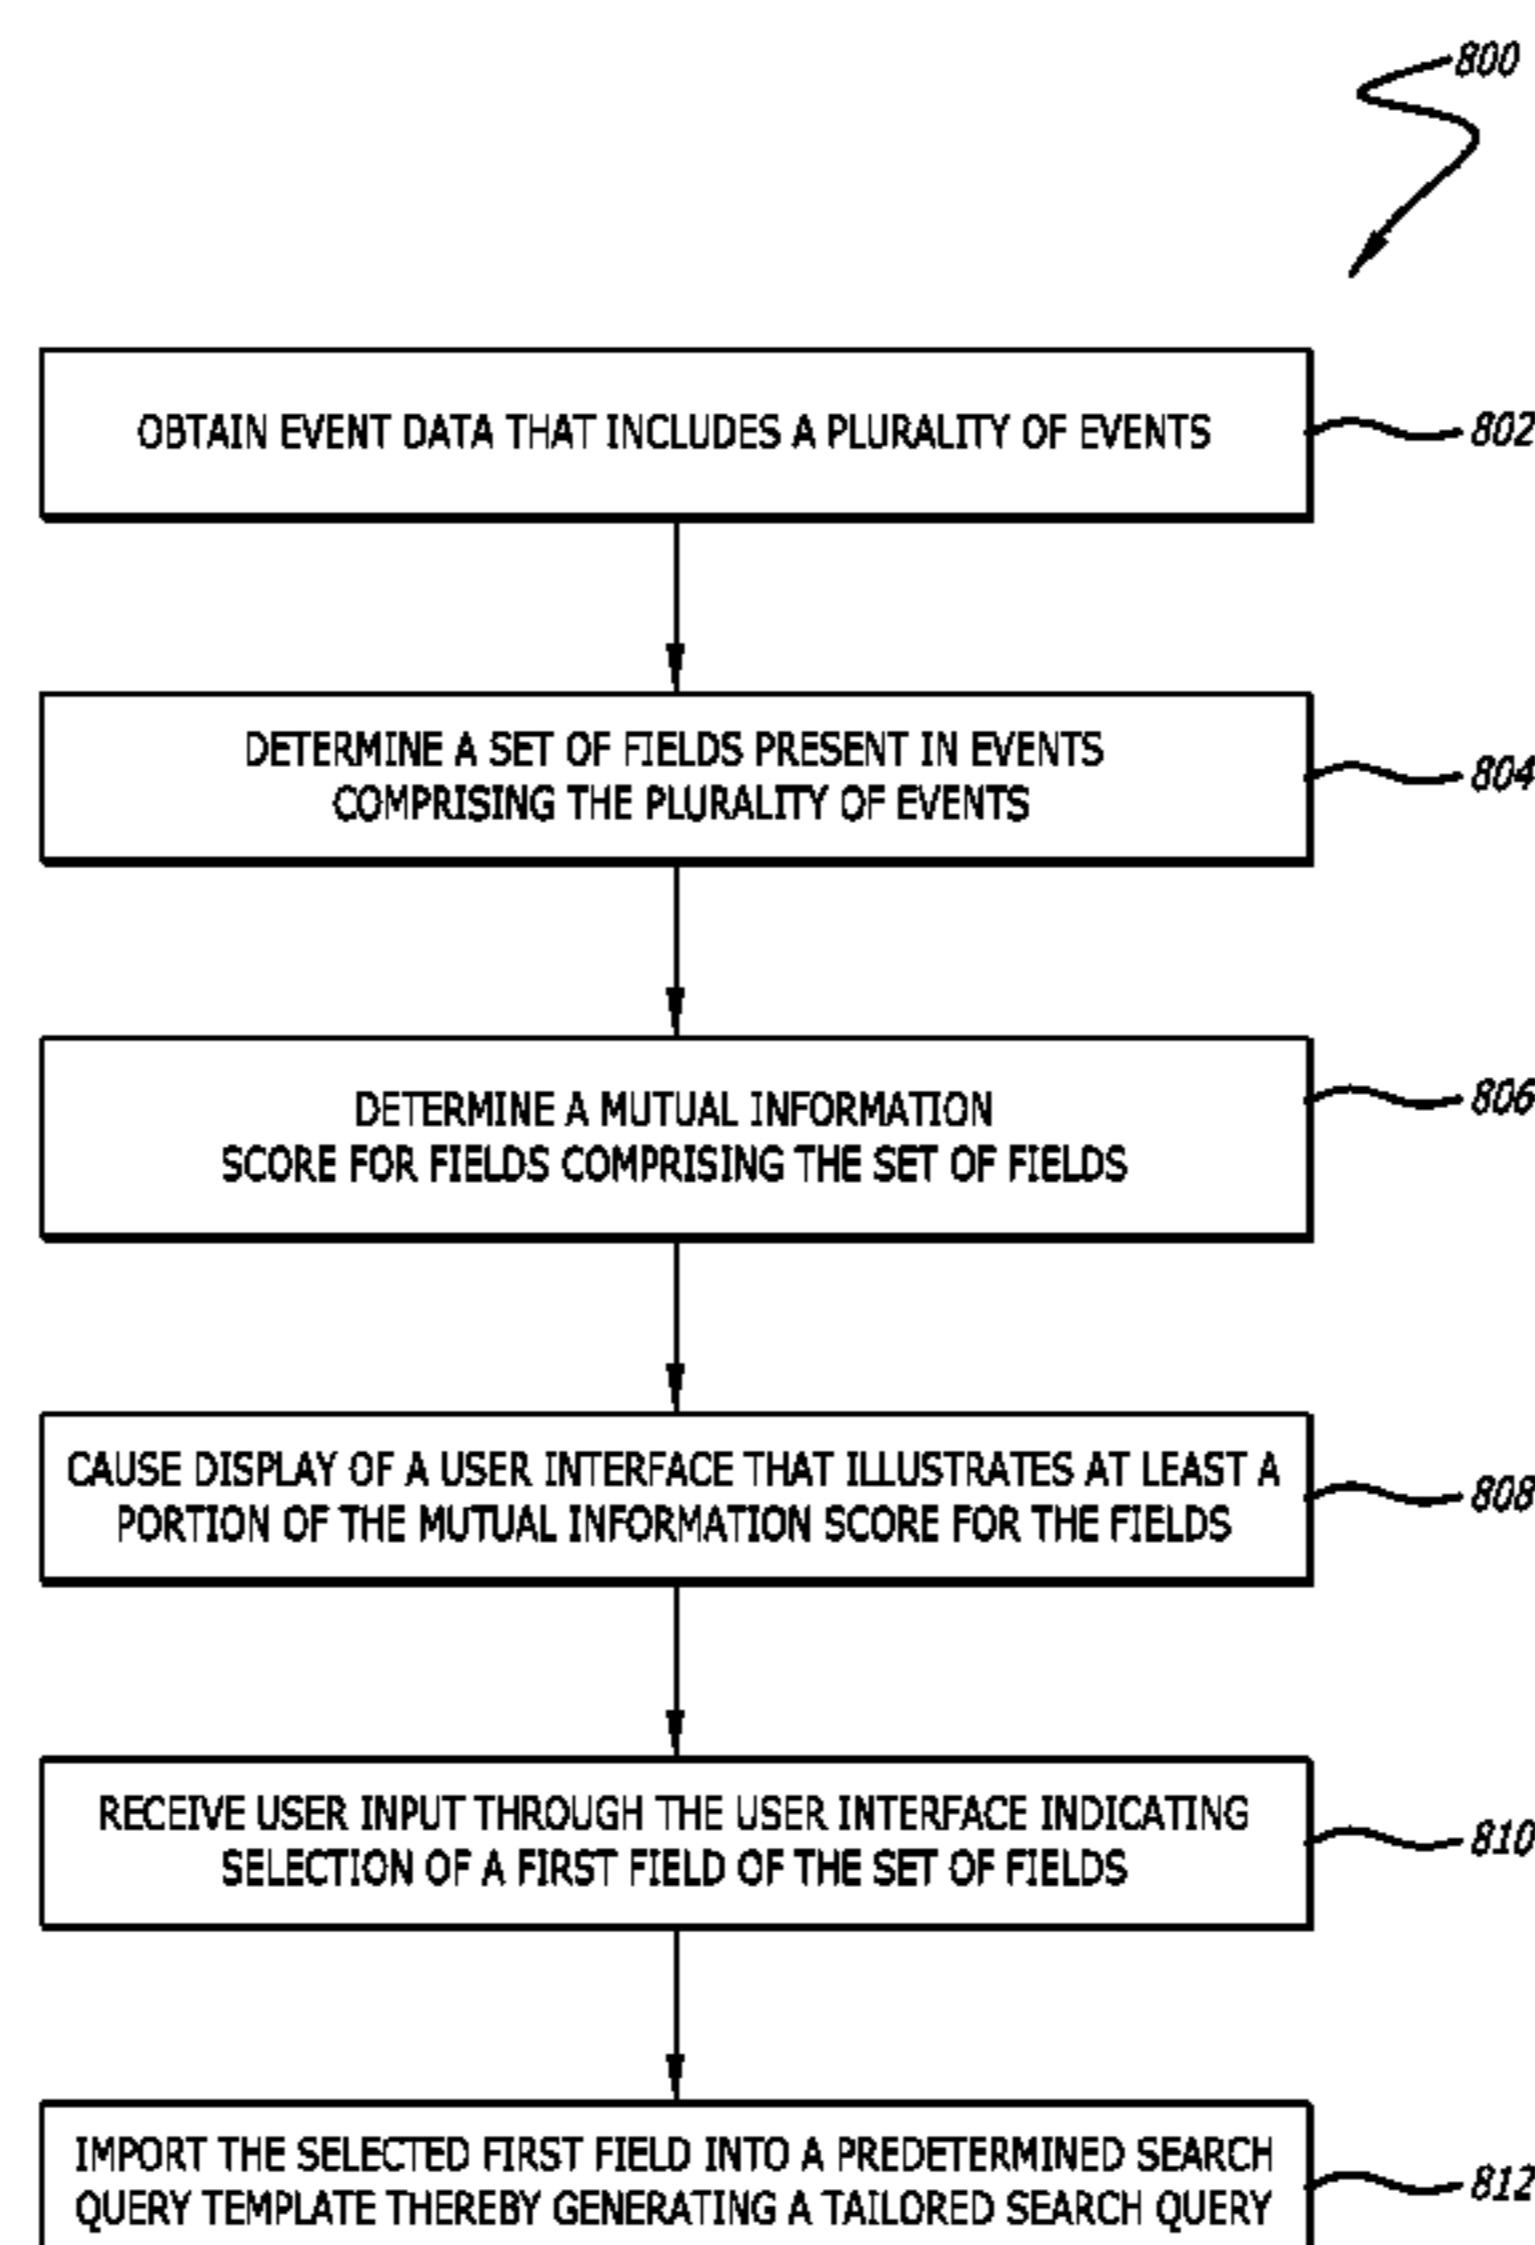 800
OBTAIN EVENT DATA THAT INCLUDES A PLURALITY OF EVENTS
802
DETERMINE A SET OF FIELDS PRESENT IN EVENTS
COMPRISING THE PLURALITY OF EVENTS
804
DETERMINE A MUTUAL INFORMATION
SCORE FOR FIELDS COMPRISING THE SET OF FIELDS
806
CAUSE DISPLAY OF A USER INTERFACE THAT ILLUSTRATES AT LEAST A
PORTION OF THE MUTUAL INFORMATION SCORE FOR THE FIELDS
808
RECEIVE USER INPUT THROUGH THE USER INTERFACE INDICATING
SELECTION OF A FIRST FIELD OF THE SET OF FIELDS
810
IMPORT THE SELECTED FIRST FIELD INTO A PREDETERMINED SEARCH
QUERY TEMPLATE THEREBY GENERATING A TAILORED SEARCH QUERY
812